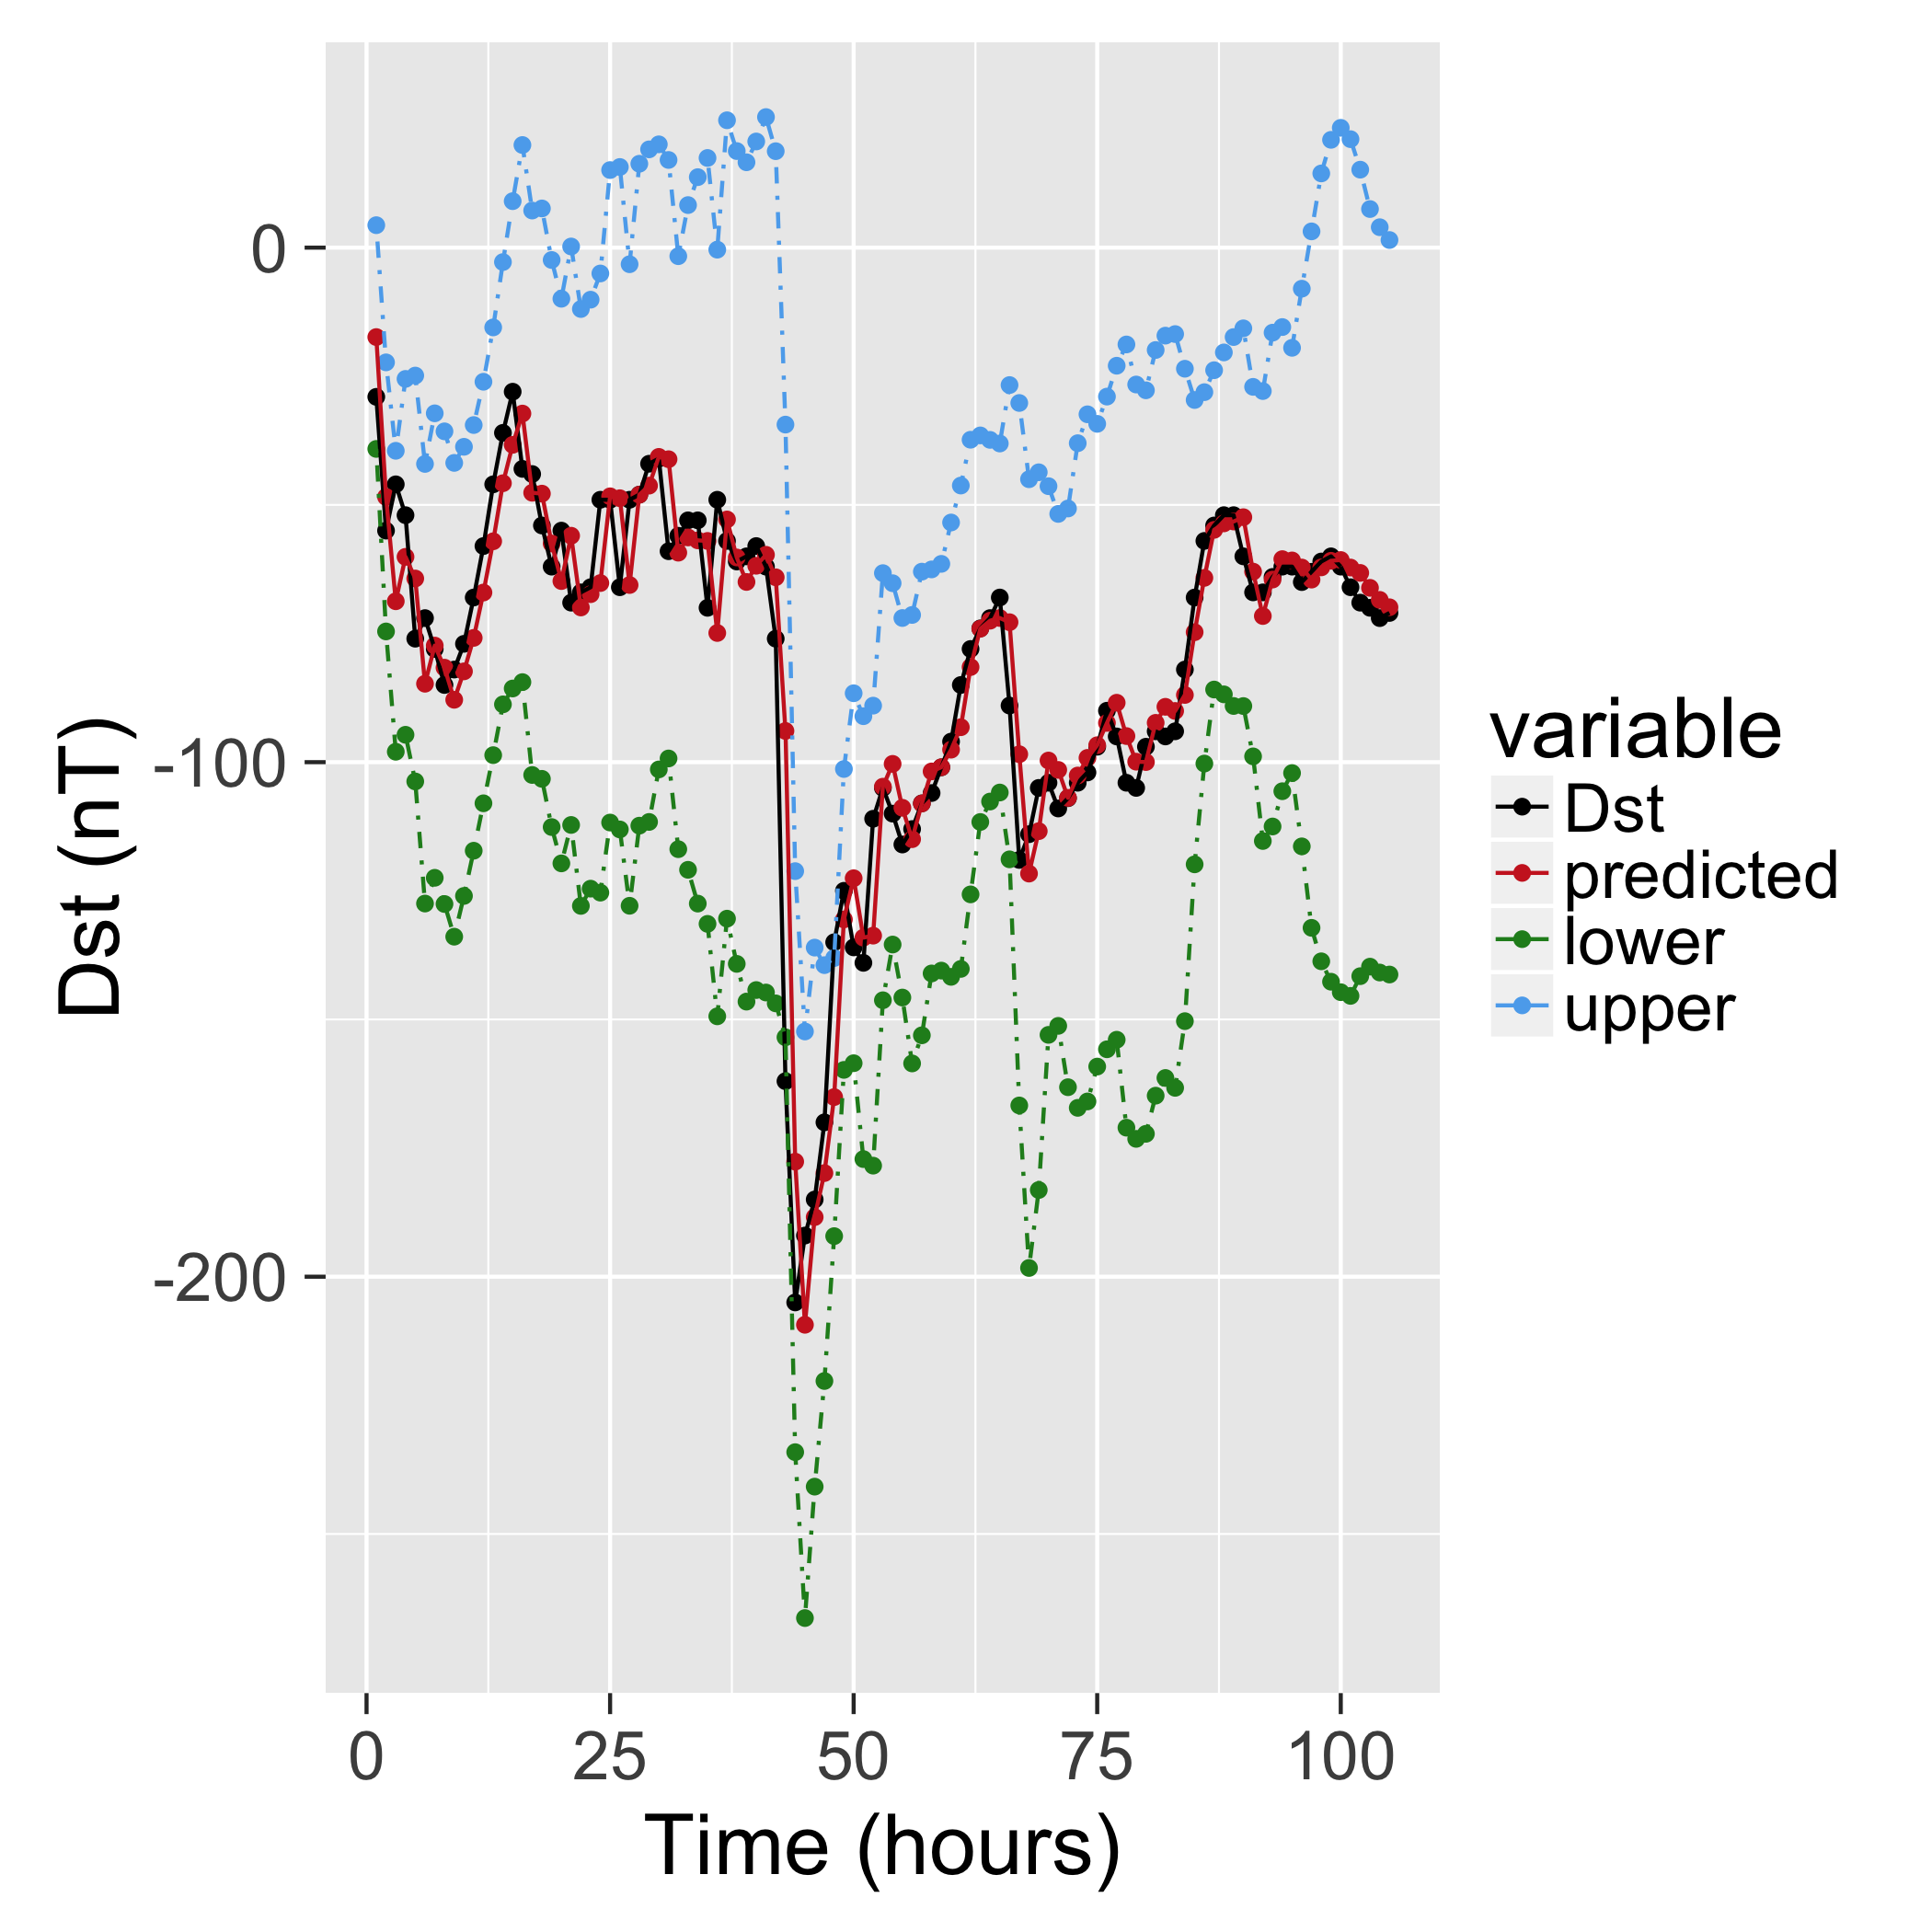 Dst (nT)
0
-100
-200
0 25 50 75 100
Time (hours)
variable
Dst
predicted
lower
upper